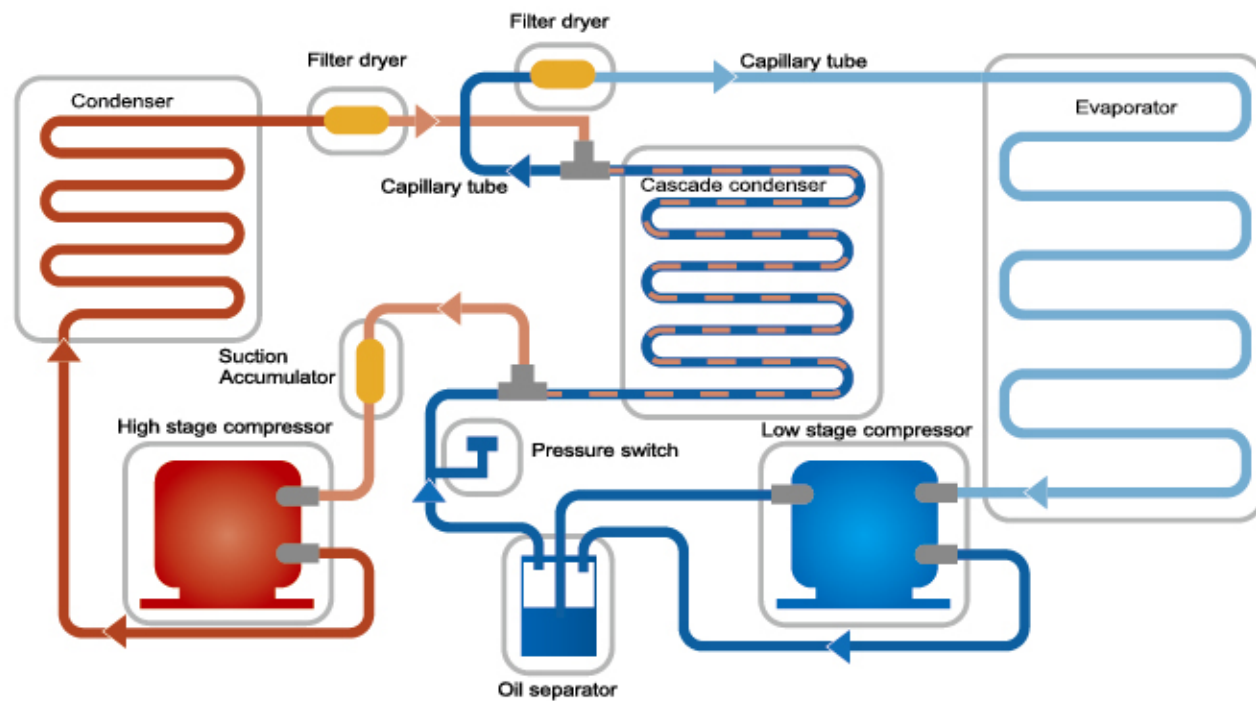 Filter dryer
Filter dryer
Capillary tube
Condenser
Evaporator
Capillary tube
Cascade condenser
Suction
Accumulator
High stage compressor
Pressure switch
Low stage compressor
Oil separator